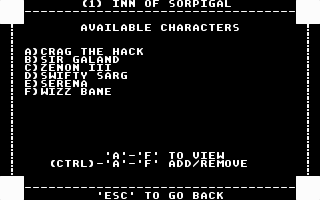 (1) INN OF SORPIGAL
AVAILABLE CHARACTERS
A)CRAG THE HACK
B)SIR GALAND
C)ZENON III
D)SWIFTY SARG
E)SERENA
F)WIZZ BANE
'A'-'F' TO VIEW
(CTRL)-'A'-'F' ADD/REMOVE
'ESC' TO GO BACK